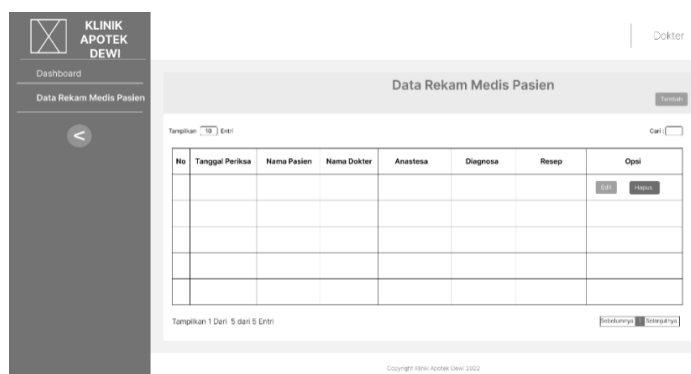 KLINIK
APOTEK
DEWI
Dokter
Dashboard
Data Rekam Medis Pasien
<
Data Rekam Medis Pasien
Tambah
Tampilkan 10 Entri
Cari :
No Tanggal Periksa Nama Pasien Nama Dokter Anastesa Diagnosa Resep Opsi
Edit Hapus
Tampilkan 1 Dari 5 dari 5 Entri
Sebelumnya 1 Selanjutnya
Copyright Klinik Apotek Dewi 2022